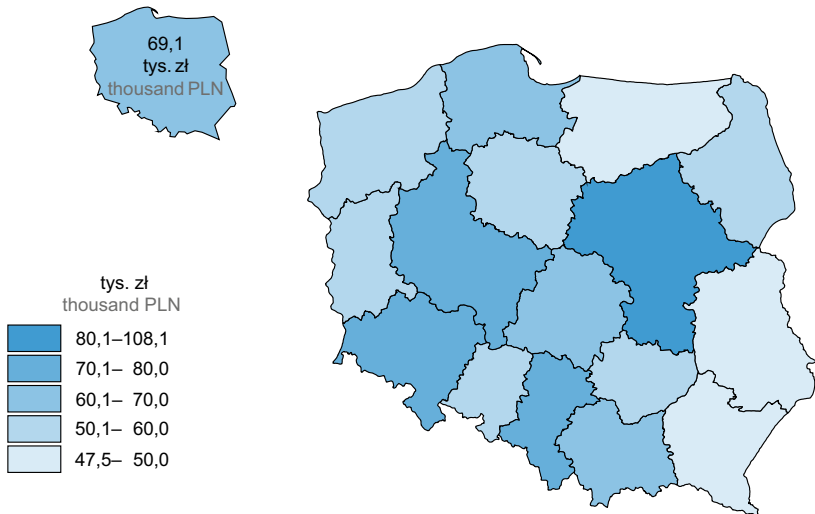 69,1
tys. zł
thousand PLN
tys. zł
thousand PLN
80,1–108,1
70,1– 80,0
60,1– 70,0
50,1– 60,0
47,5– 50,0